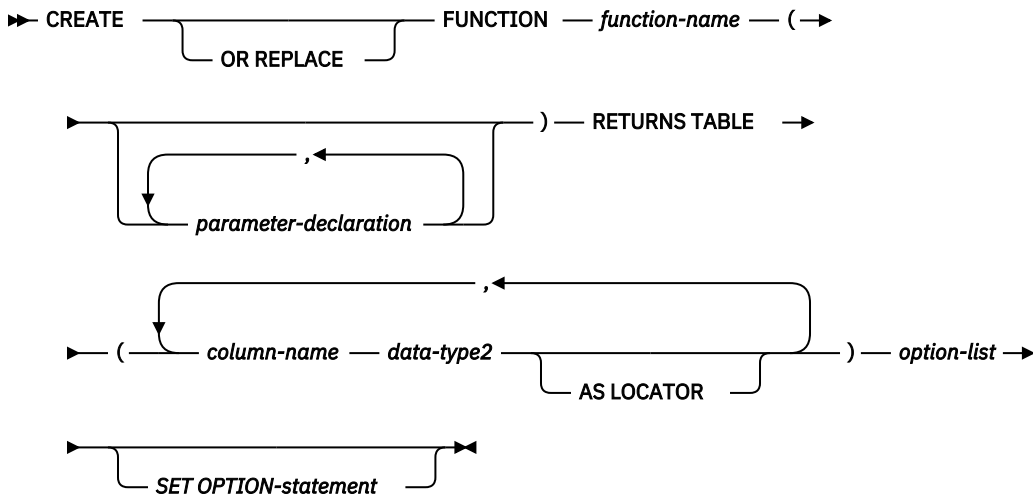 CREATE FUNCTION function-name (
OR REPLACE
) RETURNS TABLE
,
parameter-declaration
,
( column-name data-type2 ) option-list
AS LOCATOR
SET OPTION-statement